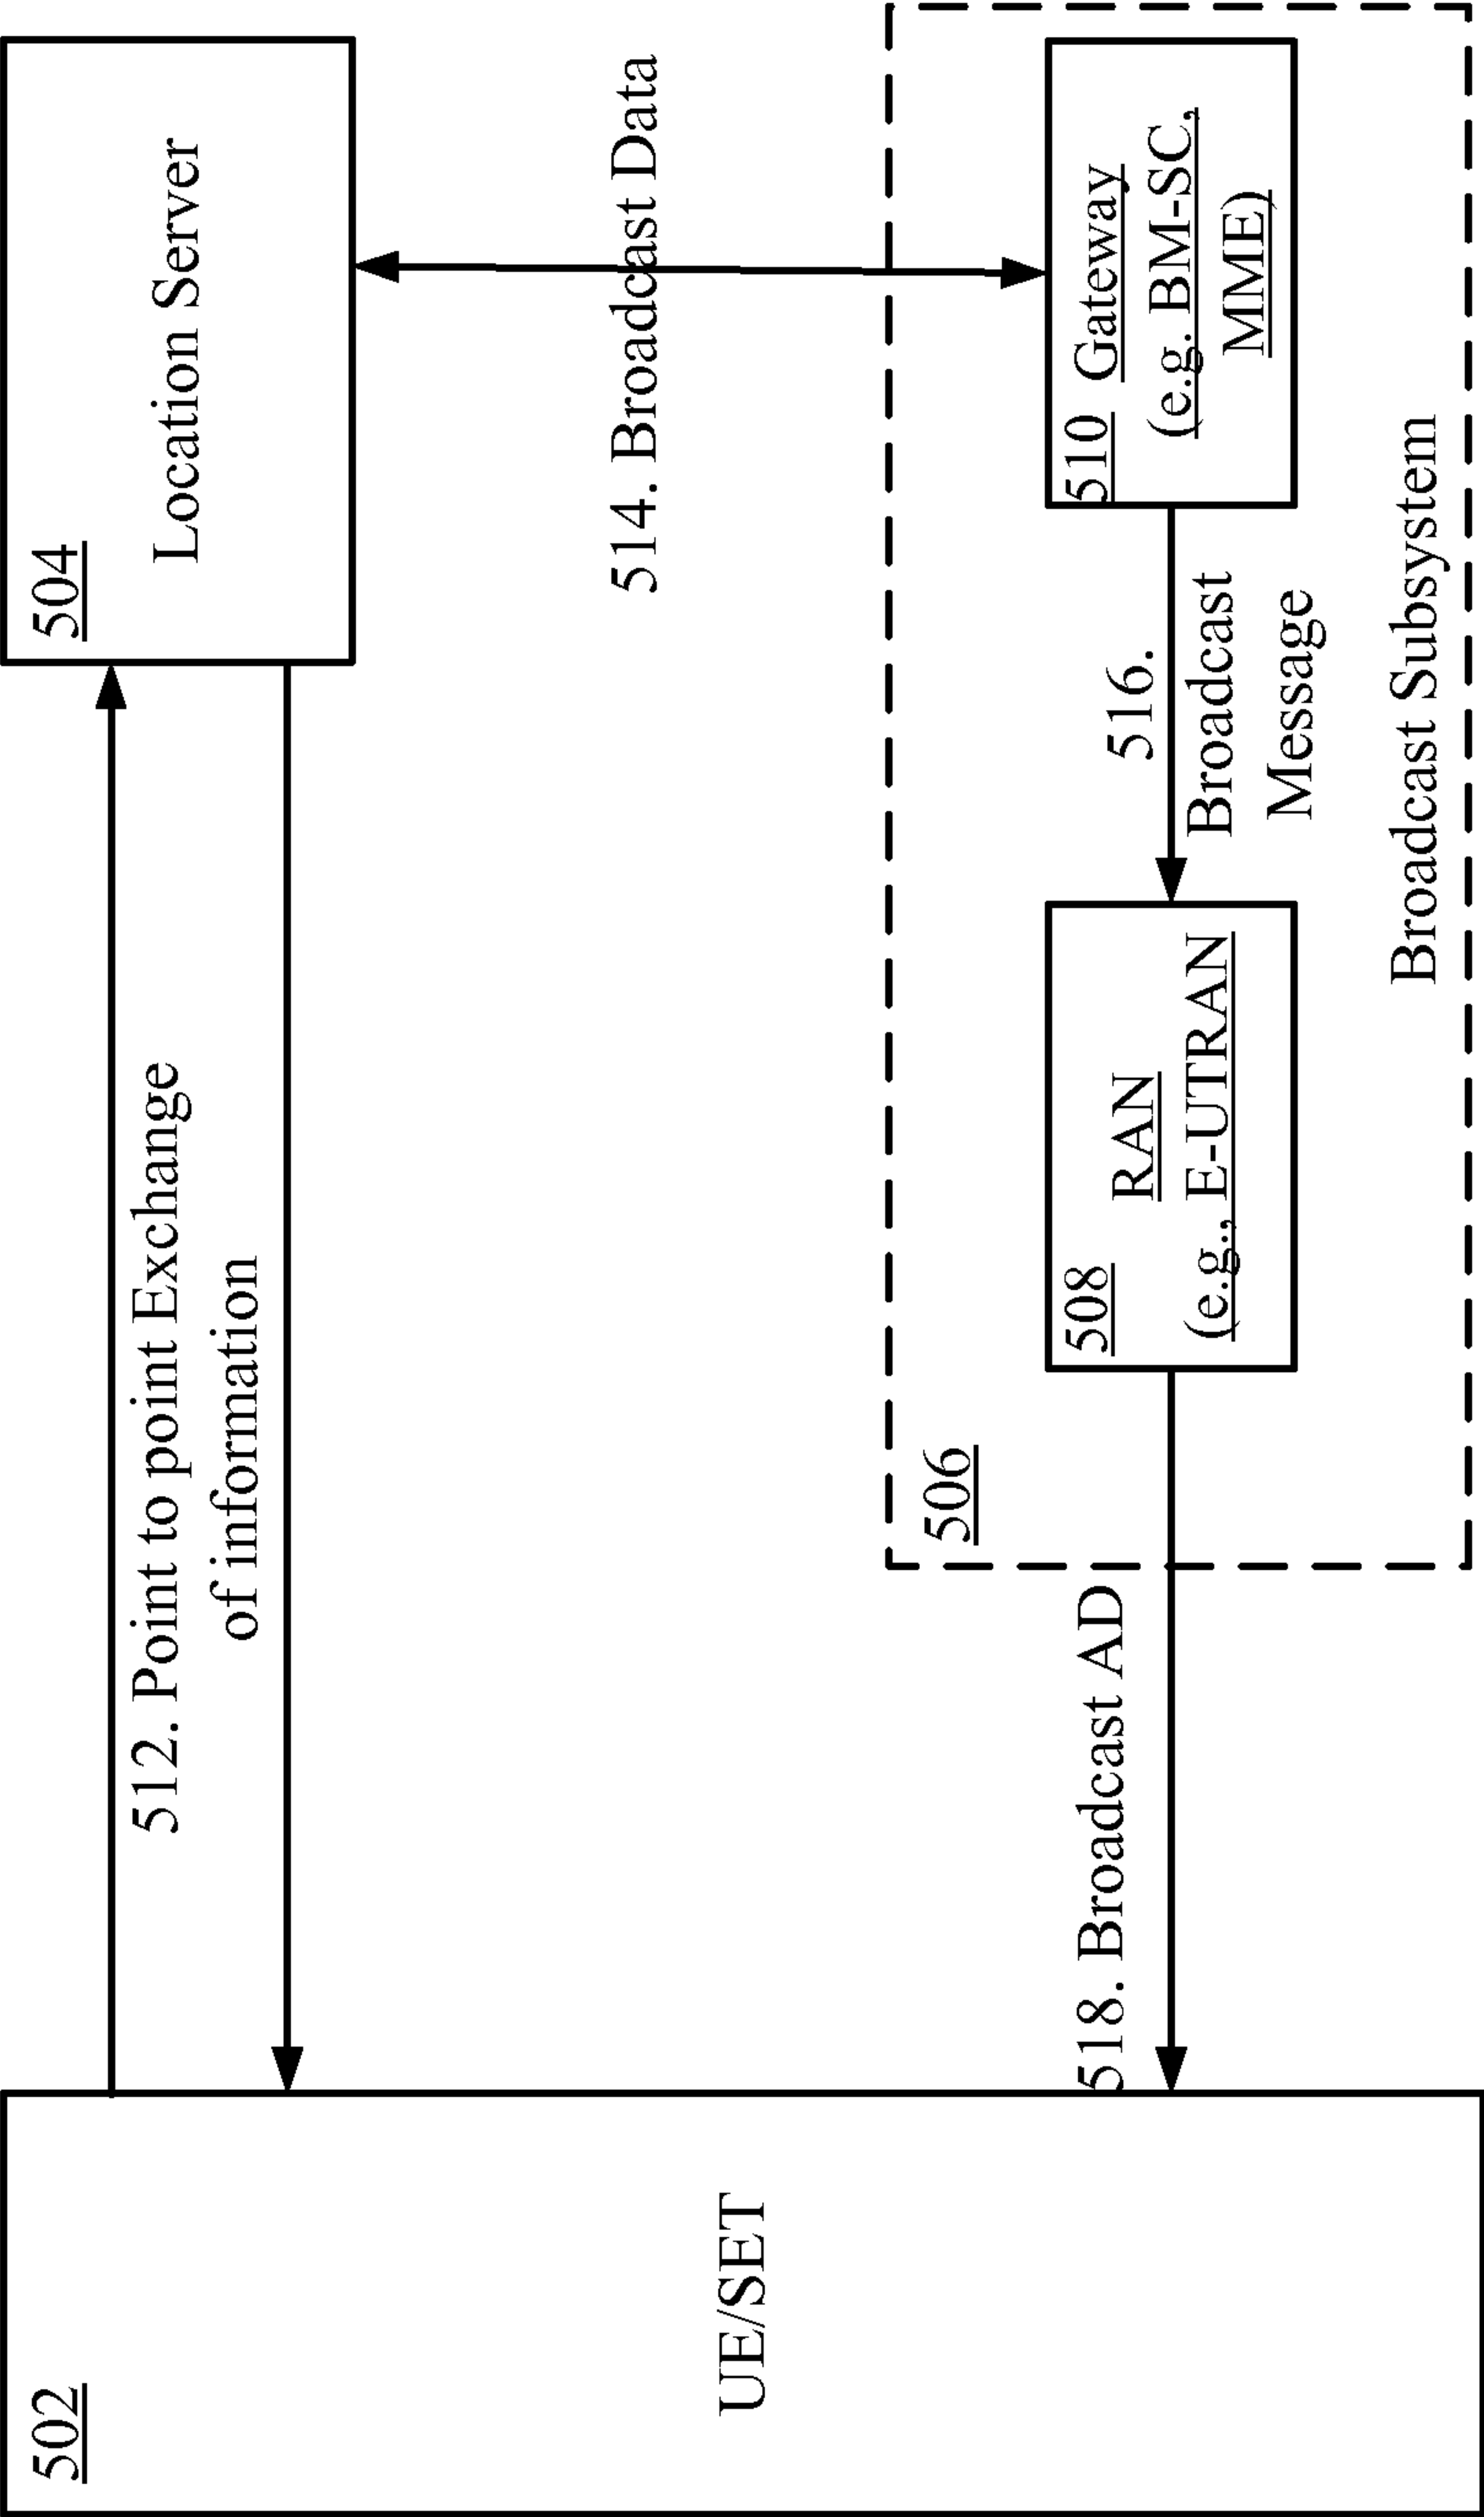 502
UE/SET
512. Point to point Exchange
of information
504
Location Server
514. Broadcast Data
518. Broadcast AD
506
508
RAN
(e.g., E-UTRAN
516.
Broadcast
Message
510 Gateway
(e.g. BM-SC,
MME)
Broadcast Subsystem